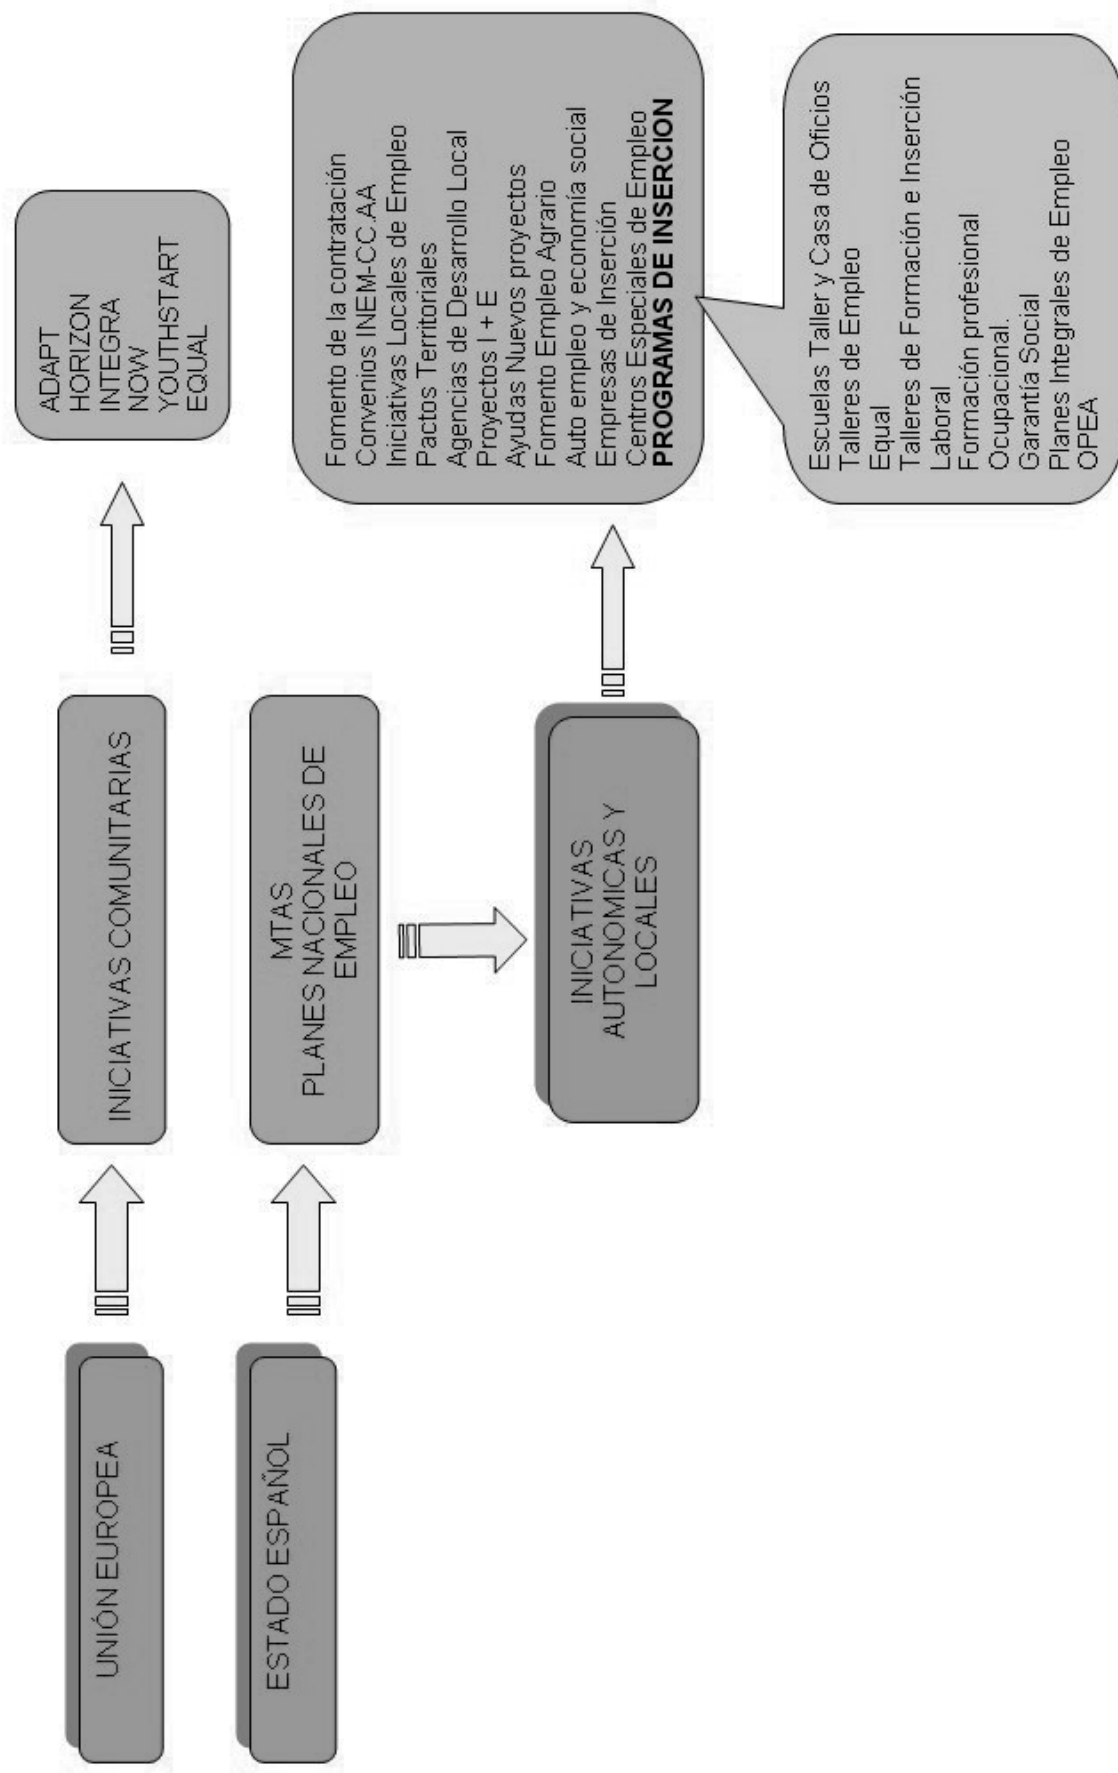 UNIÓN EUROPEA
INICIATIVAS COMUNITARIAS
ADAPT
HORIZON
INTEGRA
NOW
YOUTHSTART
EQUAL
ESTADO ESPAÑOL
MTAS
PLANES NACIONALES DE
EMPLEO
INICIATIVAS
AUTONOMICAS Y
LOCALES
Fomento de la contratación
Convenios INEM-CC.AA
Iniciativas Locales de Empleo
Pactos Territoriales
Agencias de Desarrollo Local
Proyectos I + E
Ayudas Nuevos proyectos
Fomento Empleo Agrario
Auto empleo y economía social
Empresas de Inserción
Centros Especiales de Empleo
PROGRAMAS DE INSERCION
Escuelas Taller y Casa de Oficios
Talleres de Empleo
Equal
Talleres de Formación e Inserción
Laboral
Formación profesional
Ocupacional.
Garantía Social
Planes Integrales de Empleo
OPEA